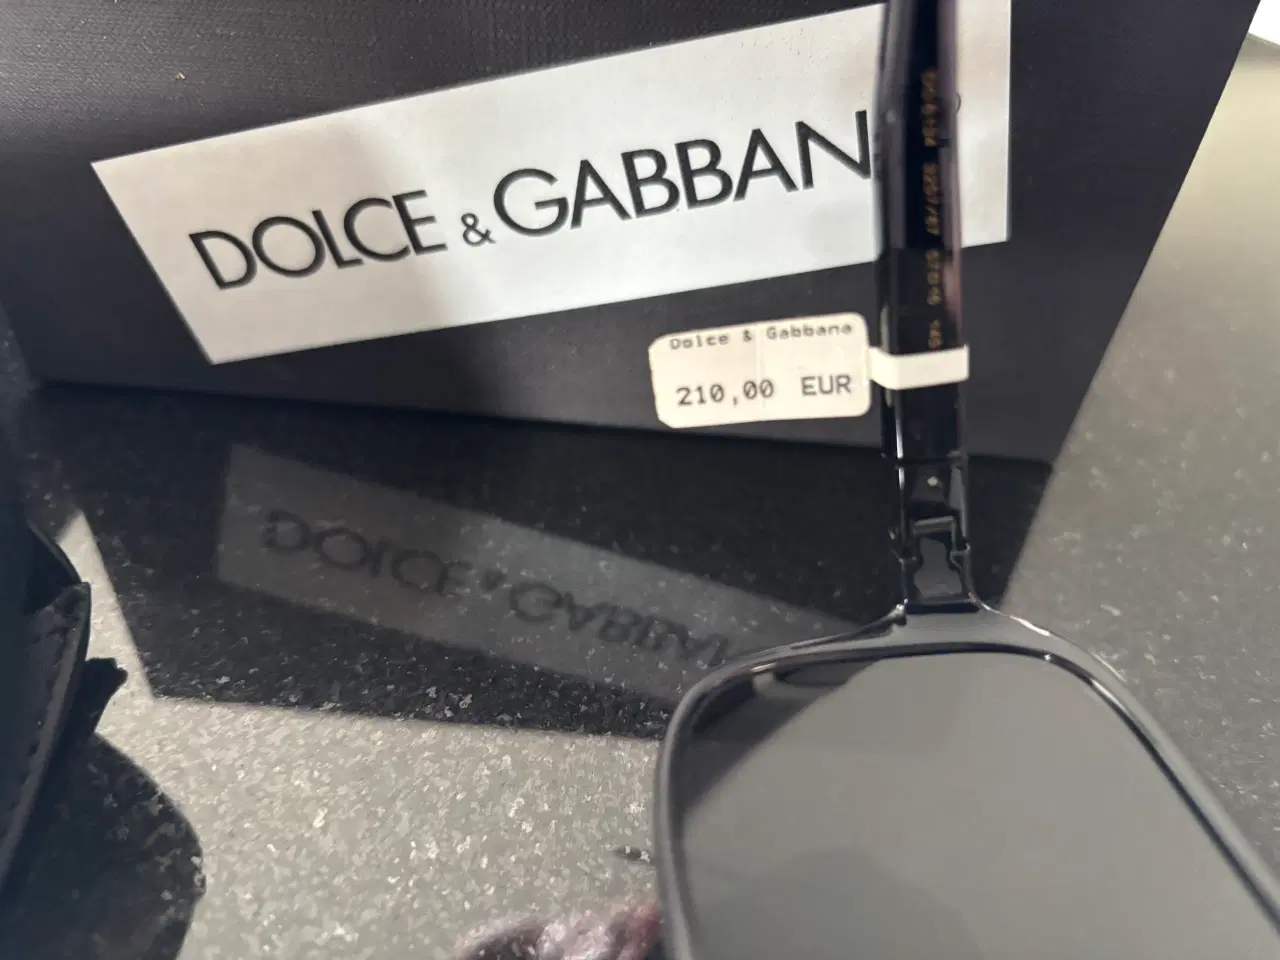 DOLCE & GABBAN
Dolce & Gabbana
210,00 EUR